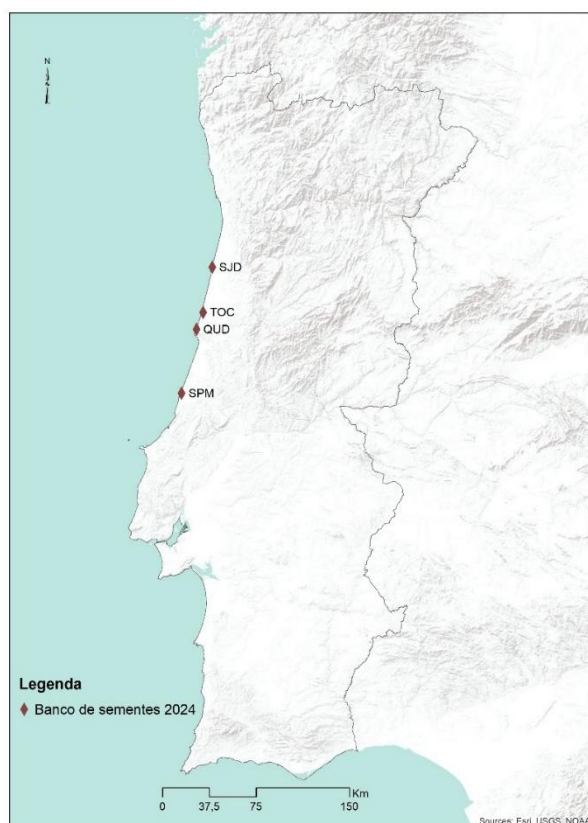 N
SJD
TOC
QUD
SPM
Legenda
Banco de sementes 2024
Km
0 37,5 75 150
Sources: Esri, USGS, NOAA